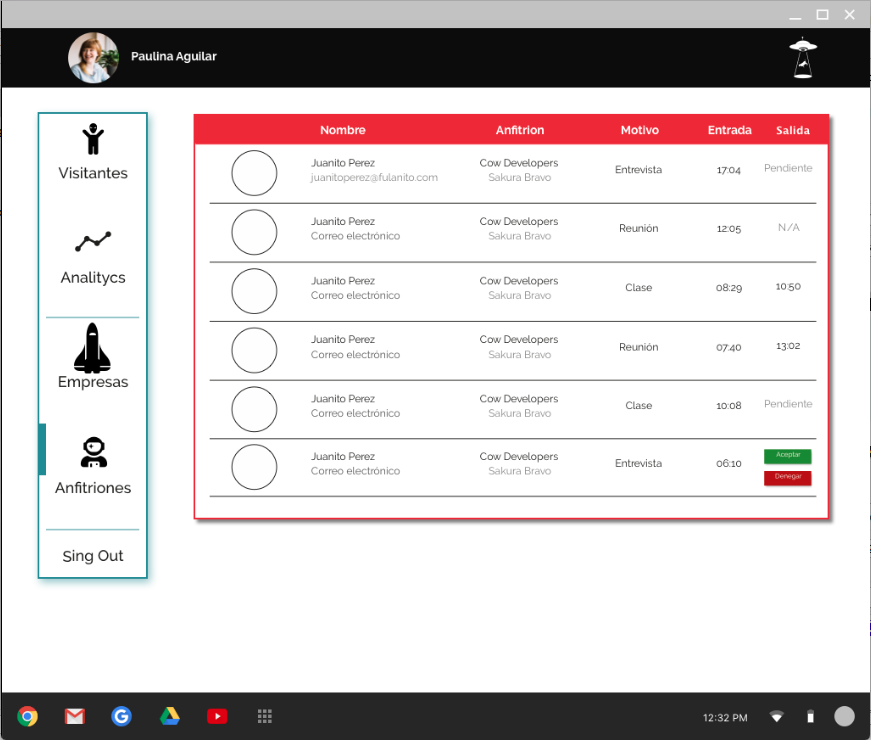 Paulina Aguilar
Visitantes
Analitycs
Empresas
Anfitriones
Sing Out
Nombre Anfitrion Motivo Entrada Salida
Juanito Perez Cow Developers Entrevista 17:04 Pendiente
juanitoperez@fulanito.com Sakura Bravo
Juanito Perez Cow Developers Reunión 12:05 N/A
Correo electrónico Sakura Bravo
Juanito Perez Cow Developers Clase 08:29 10:50
Correo electrónico Sakura Bravo
Juanito Perez Cow Developers Reunión 07:40 13:02
Correo electrónico Sakura Bravo
Juanito Perez Cow Developers Clase 10:08 Pendiente
Correo electrónico Sakura Bravo
Juanito Perez Cow Developers Entrevista 06:10 Aceptar
Correo electrónico Sakura Bravo Denegar
12:32 PM